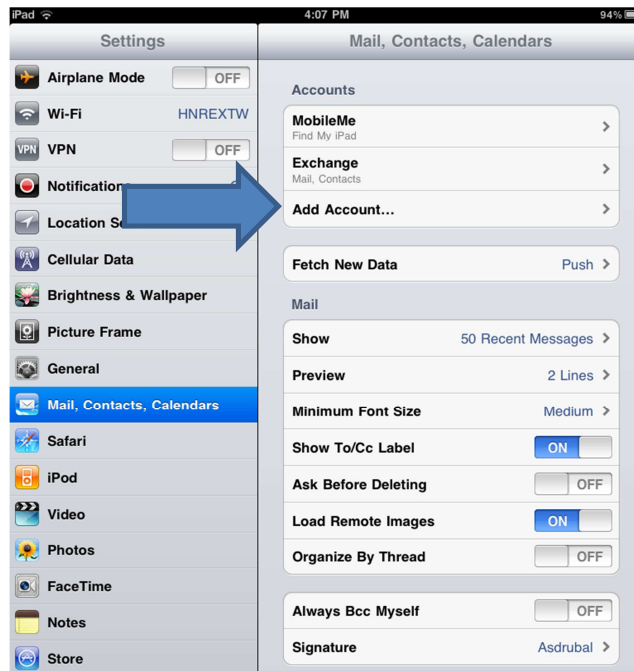 iPad 4:07 PM 94%
Settings
Airplane Mode OFF
Wi-Fi HNREXTW
VPN VPN OFF
Notifications
Location
Cellular Data
Brightness & Wallpaper
Picture Frame
General
Mail, Contacts, Calendars
Safari
iPod
Video
Photos
FaceTime
Notes
Store
Mail, Contacts, Calendars
Accounts
MobileMe
Find My iPad
Exchange
Mail, Contacts
Add Account...
Fetch New Data Push
Mail
Show 50 Recent Messages
Preview 2 Lines
Minimum Font Size Medium
Show To/Cc Label ON
Ask Before Deleting OFF
Load Remote Images ON
Organize By Thread OFF
Always Bcc Myself OFF
Signature Asdrubal